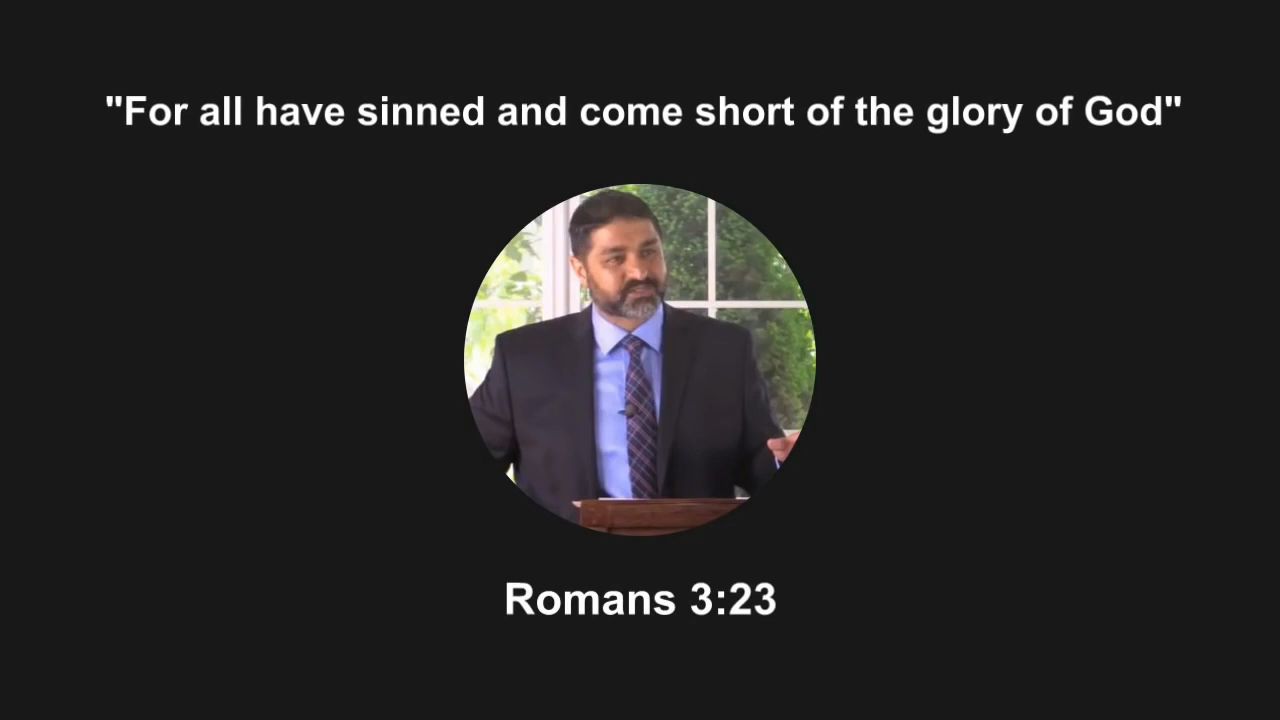 "For all have sinned and come short of the glory of God"
Romans 3:23